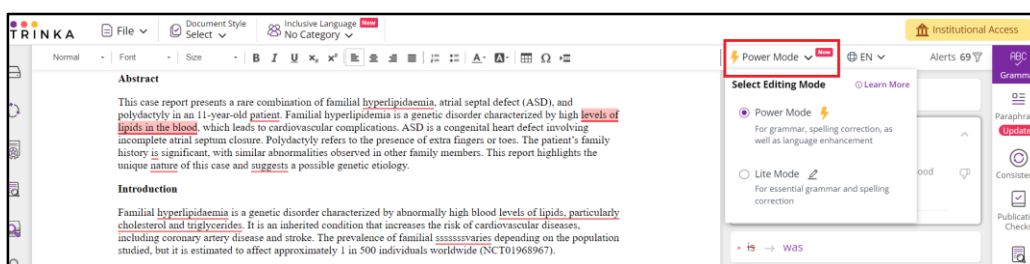 TRINKA
File
Document Style
Select
Inclusive Language New
No Category
Institutional Access
Normal
Font
Size
B I U x₂ x² A A Ω
Power Mode New
EN
Alerts 69
Abstract
This case report presents a rare combination of familial hyperlipidaemia, atrial septal defect (ASD), and
polydactyly in an 11-year-old patient. Familial hyperlipidaemia is a genetic disorder characterized by high levels of
lipids in the blood, which leads to cardiovascular complications. ASD is a congenital heart defect involving
incomplete atrial septum closure. Polydactyly refers to the presence of extra fingers or toes. The patient's family
history is significant, with similar abnormalities observed in other family members. This report highlights the
unique nature of this case and suggests a possible genetic etiology.
Introduction
Familial hyperlipidaemia is a genetic disorder characterized by abnormally high blood levels of lipids, particularly
cholesterol and triglycerides. It is an inherited condition that increases the risk of cardiovascular diseases,
including coronary artery disease and stroke. The prevalence of familial sssssssvaries depending on the population
studied, but it is estimated to affect approximately 1 in 500 individuals worldwide (NCT01968967).
Select Editing Mode
Learn More
Power Mode
For grammar, spelling correction, as
well as language enhancement
Lite Mode
For essential grammar and spelling
correction
ood
is → was
ABC
Gramm
Paraphra
Update
Consiste
Publicati
Checks